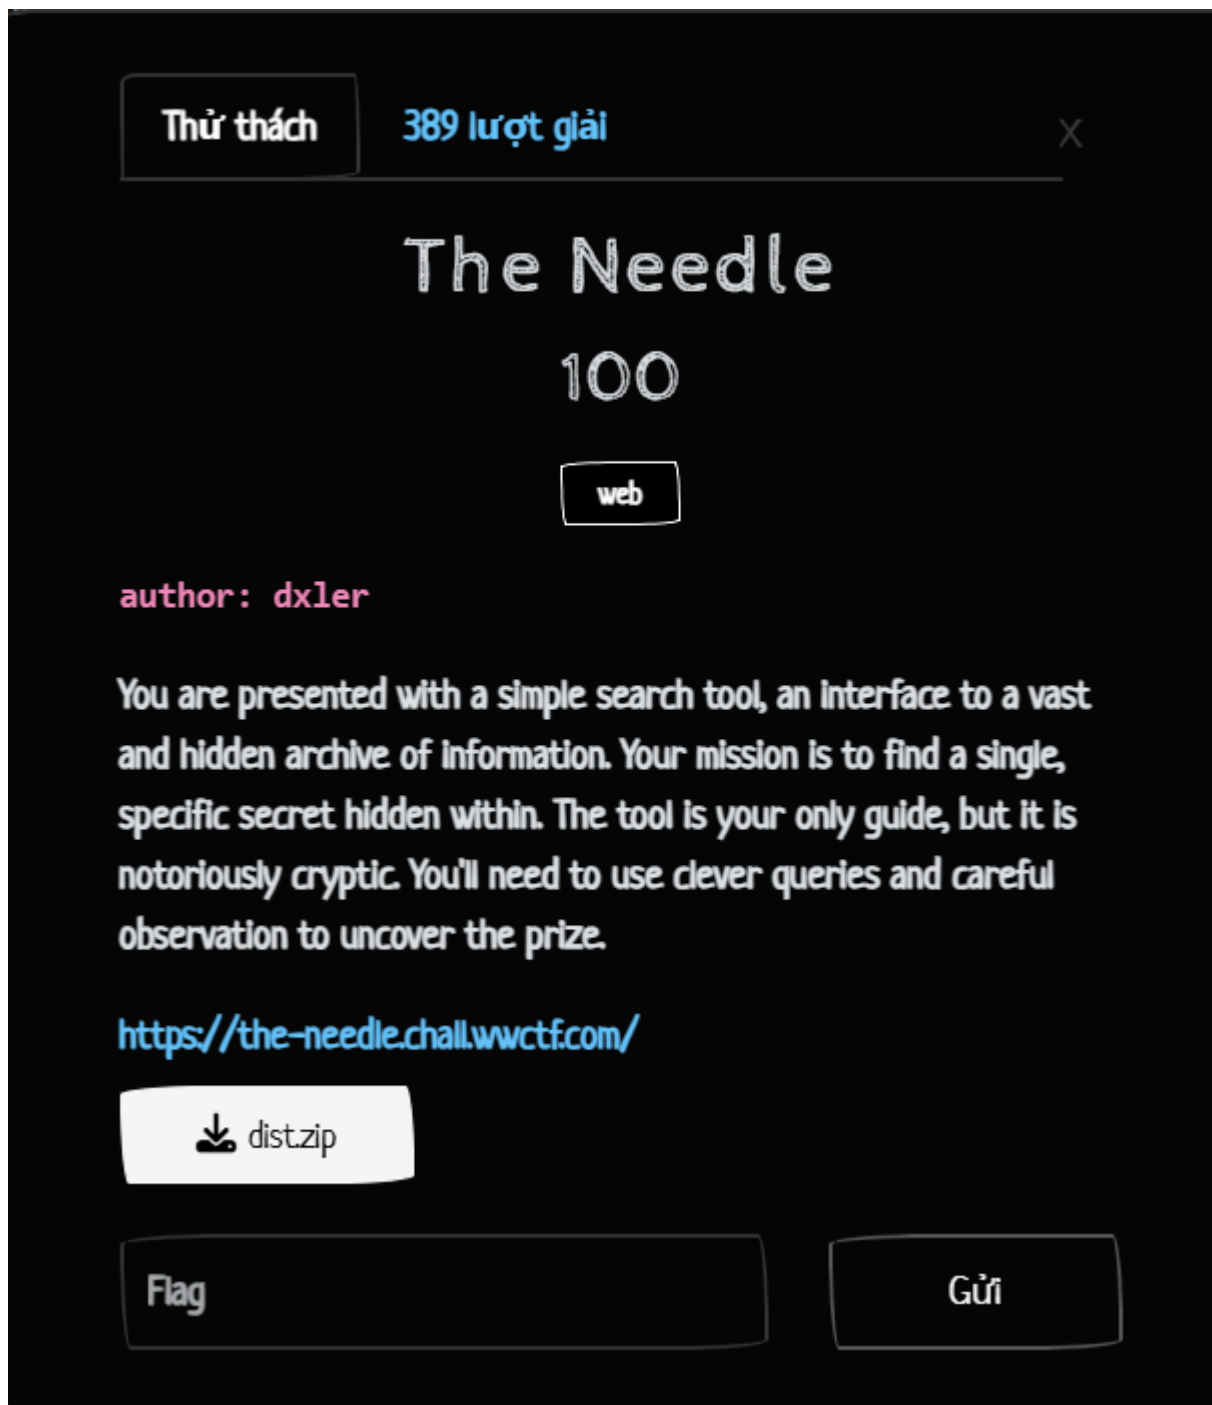 Thử thách
389 lượt giải
X
The Needle
100
web
author: dxler
You are presented with a simple search tool, an interface to a vast
and hidden archive of information. Your mission is to find a single,
specific secret hidden within. The tool is your only guide, but it is
notoriously cryptic. You'll need to use clever queries and careful
observation to uncover the prize.
https://the-needle.chall.wwctf.com/
dist.zip
Flag
Gửi